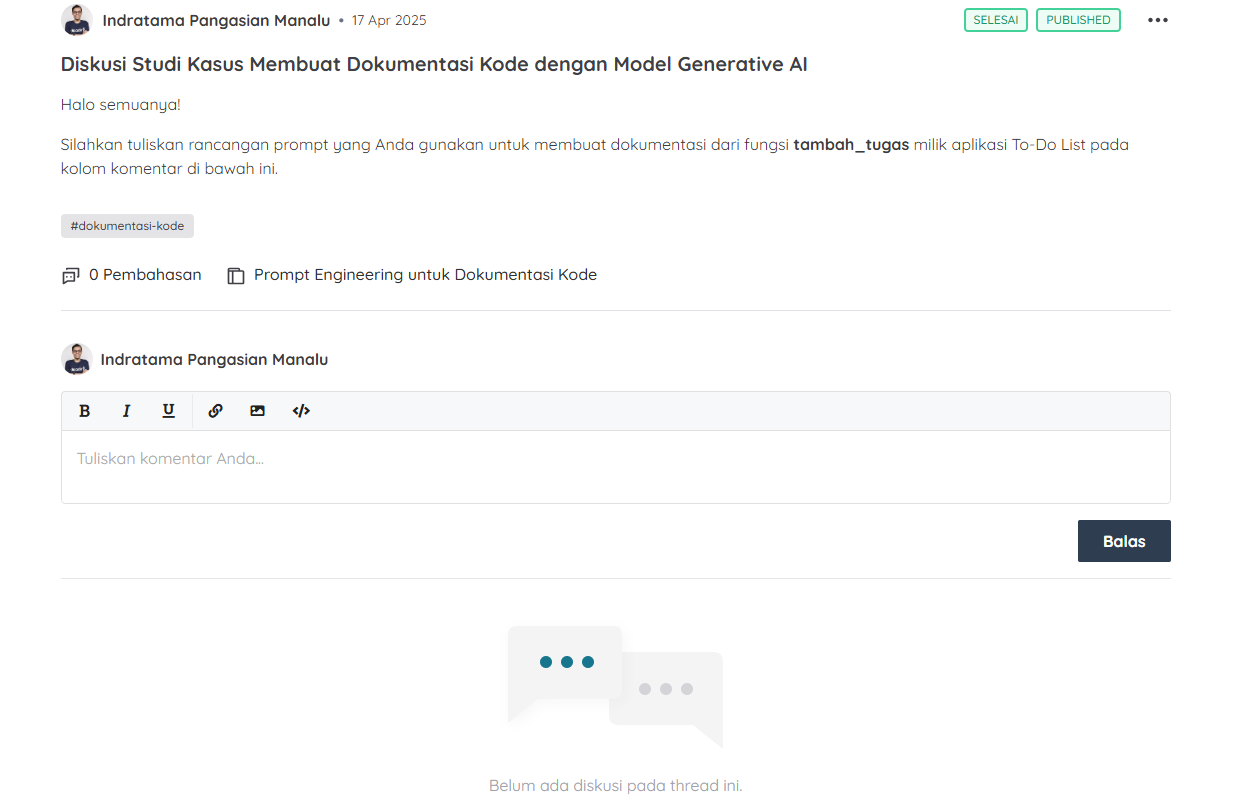 Indratama Pangasian Manalu • 17 Apr 2025 SELESAI PUBLISHED
Diskusi Studi Kasus Membuat Dokumentasi Kode dengan Model Generative AI
Halo semuanya!
Silahkan tuliskan rancangan prompt yang Anda gunakan untuk membuat dokumentasi dari fungsi tambah_tugas milik aplikasi To-Do List pada
kolom komentar di bawah ini.
#dokumentasi-kode
0 Pembahasan Prompt Engineering untuk Dokumentasi Kode
Indratama Pangasian Manalu
B I U
Tuliskan komentar Anda...
Balas
Belum ada diskusi pada thread ini.